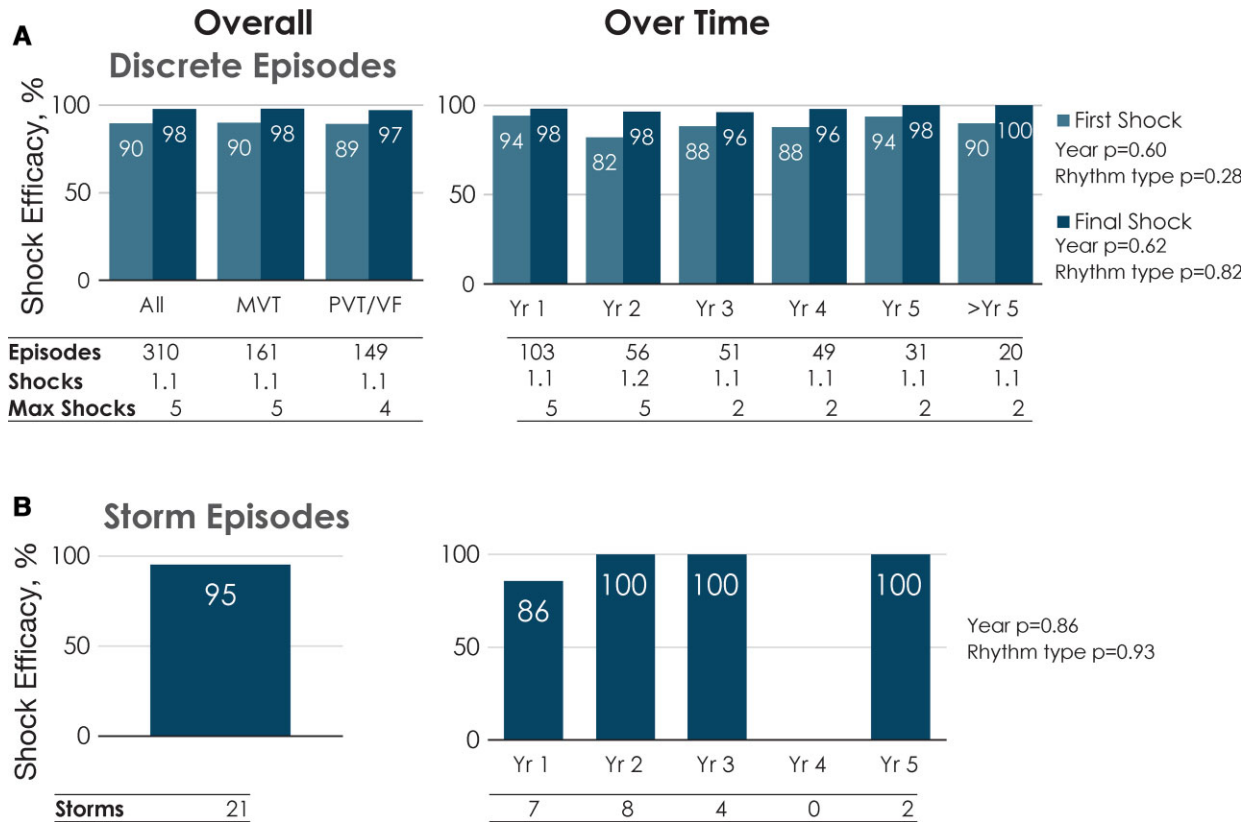 A
Overall
Over Time
Discrete Episodes
Shock Efficacy, %
100
50
0
90
98
90
98
89
97
All
MVT
PVT/VF
100
50
0
94
98
82
98
88
96
88
96
94
98
90
100
Yr 1
Yr 2
Yr 3
Yr 4
Yr 5
>Yr 5
First Shock
Year p=0.60
Rhythm type p=0.28
Final Shock
Year p=0.62
Rhythm type p=0.82
Episodes 310 161 149 103 56 51 49 31 20
Shocks 1.1 1.1 1.1 1.1 1.2 1.1 1.1 1.1 1.1
Max Shocks 5 5 4 5 5 2 2 2 2
B
Storm Episodes
Shock Efficacy, %
100
50
0
95
100
50
0
86
100
100
100
Yr 1
Yr 2
Yr 3
Yr 4
Yr 5
Year p=0.86
Rhythm type p=0.93
Storms 21 7 8 4 0 2